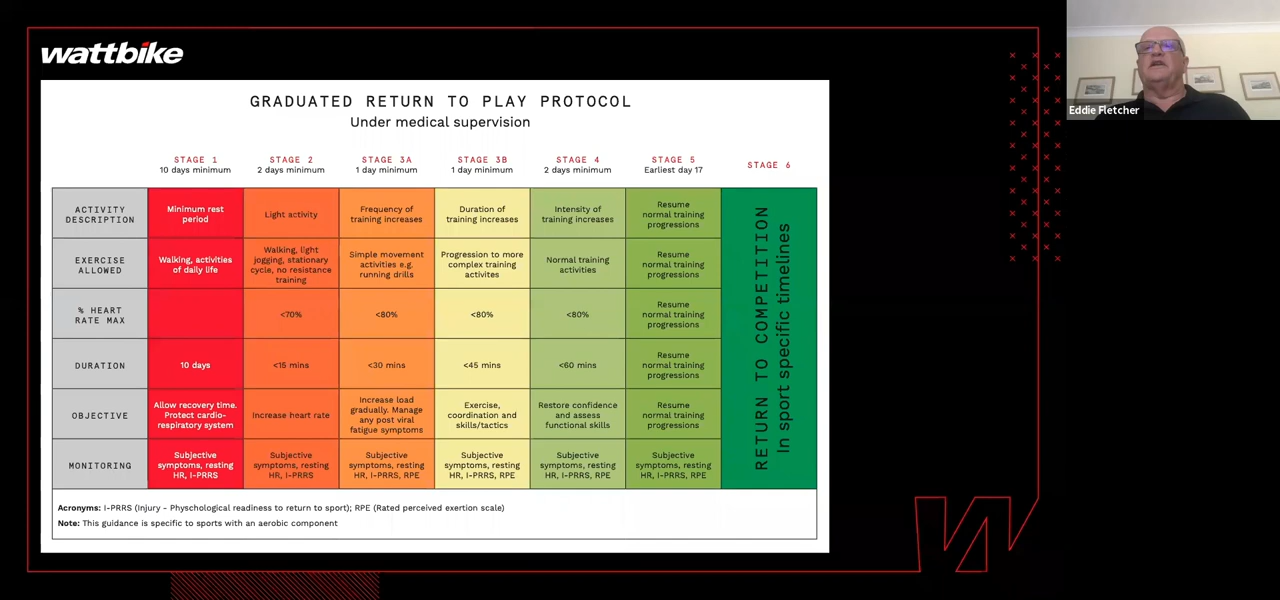 wattbike
Eddie Fletcher
GRADUATED RETURN TO PLAY PROTOCOL
Under medical supervision
STAGE 1
10 days minimum
STAGE 2
2 days minimum
STAGE 3A
1 day minimum
STAGE 3B
1 day minimum
STAGE 4
2 days minimum
STAGE 5
Earliest day 17
STAGE 6
ACTIVITY
DESCRIPTION
Minimum rest
period
Light activity
Frequency of
training increases
Duration of
training increases
Intensity of
training increases
Resume
normal training
progressions
EXERCISE
ALLOWED
Walking, activities
of daily life
Walking, light
jogging, stationary
cycle, no resistance
training
Simple movement
activities e.g.
running drills
Progression to more
complex training
activites
Normal training
activities
Resume
normal training
progressions
% HEART
RATE MAX
<70%
<80%
<80%
<80%
Resume
normal training
progressions
DURATION
10 days
<15 mins
<30 mins
<45 mins
<60 mins
Resume
normal training
progressions
OBJECTIVE
Allow recovery time.
Protect cardio-
respiratory system
Increase heart rate
Increase load
gradually. Manage
any post viral
fatigue symptoms
Exercise,
coordination and
skills/tactics
Restore confidence
and assess
functional skills
Resume
normal training
progressions
MONITORING
Subjective
symptoms, resting
HR, I-PRRS
Subjective
symptoms, resting
HR, I-PRRS
Subjective
symptoms, resting
HR, I-PRRS, RPE
Subjective
symptoms, resting
HR, I-PRRS, RPE
Subjective
symptoms, resting
HR, I-PRRS, RPE
Subjective
symptoms, resting
HR, I-PRRS, RPE
RETURN TO COMPETITION
In sport specific timelines
Acronyms: I-PRRS (Injury - Physchological readiness to return to sport); RPE (Rated perceived exertion scale)
Note: This guidance is specific to sports with an aerobic component